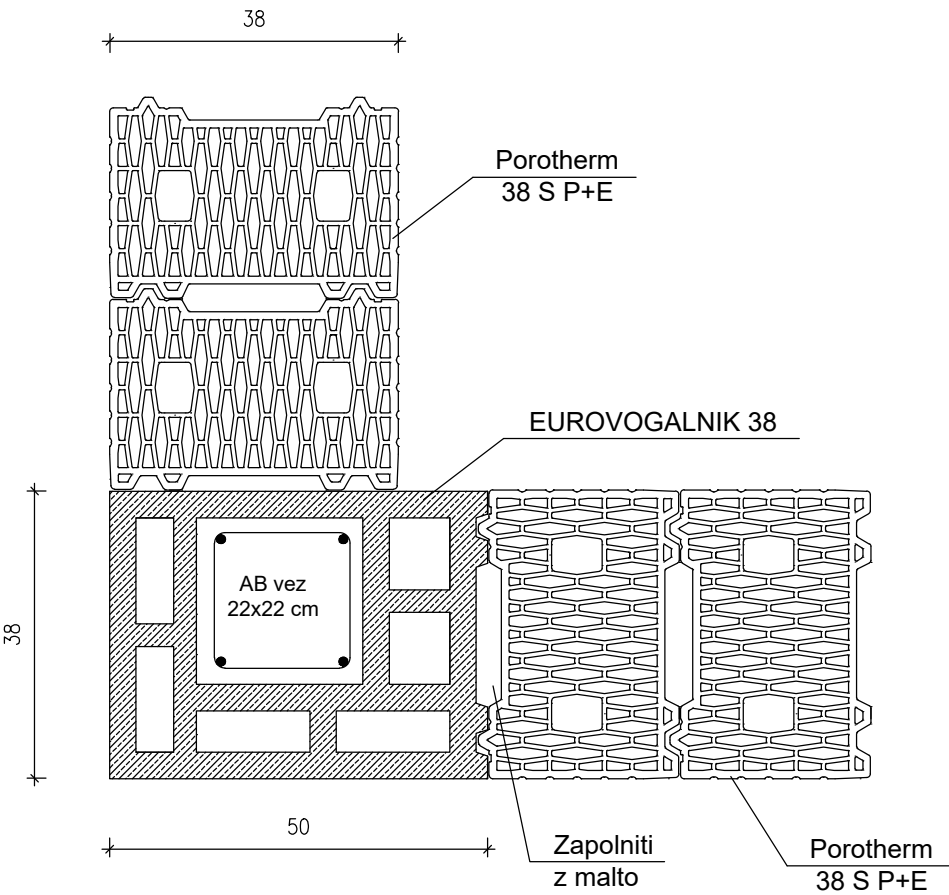 38
Porotherm
38 S P+E
EUROVOGALNIK 38
AB vez
22x22 cm
38
50
Zapolniti
z malto
Porotherm
38 S P+E